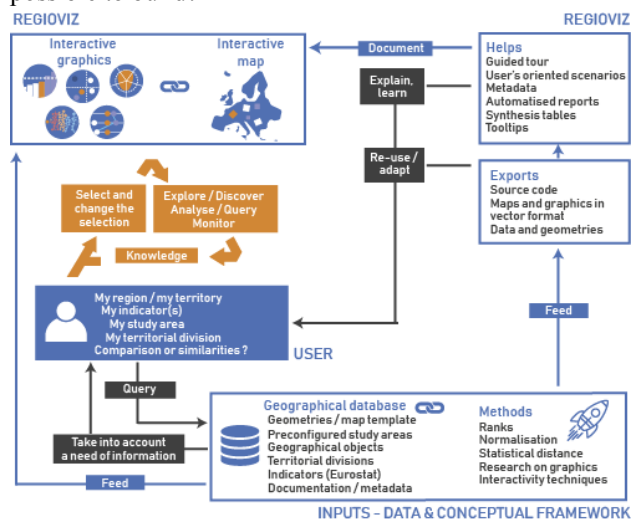 REGIOVIZ
REGIOVIZ
Interactive
graphics
Interactive
map
Document
Helps
Guided tour
User's oriented scenarios
Metadata
Automatised reports
Synthesis tables
Tooltips
Explain,
learn
Re-use /
adapt
Exports
Source code
Maps and graphics in
vector format
Data and geometries
Select and
change the
selection
Explore / Discover
Analyse / Query
Monitor
Knowledge
My region / my territory
My indicator(s)
My study area
My territorial division
Comparison or similarities ?
USER
Feed
Query
Take into account
a need of information
Feed
Geographical database
Geometries / map template
Preconfigured study areas
Geographical objects
Territorial divisions
Indicators (Eurostat)
Documentation / metadata
Methods
Ranks
Normalisation
Statistical distance
Research on graphics
Interactivity techniques
INPUTS - DATA & CONCEPTUAL FRAMEWORK